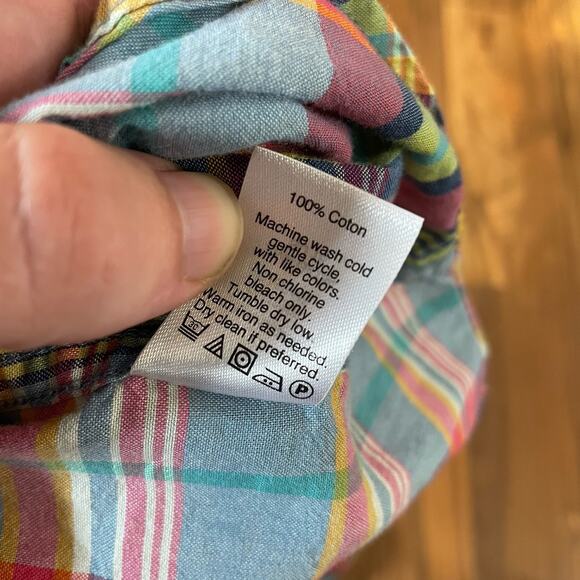 100% Coton
Machine wash cold
gentle cycle
with like colors.
Non chlorine
bleach only.
Tumble dry low.
Warm iron as needed.
Dry clean if preferred.
P